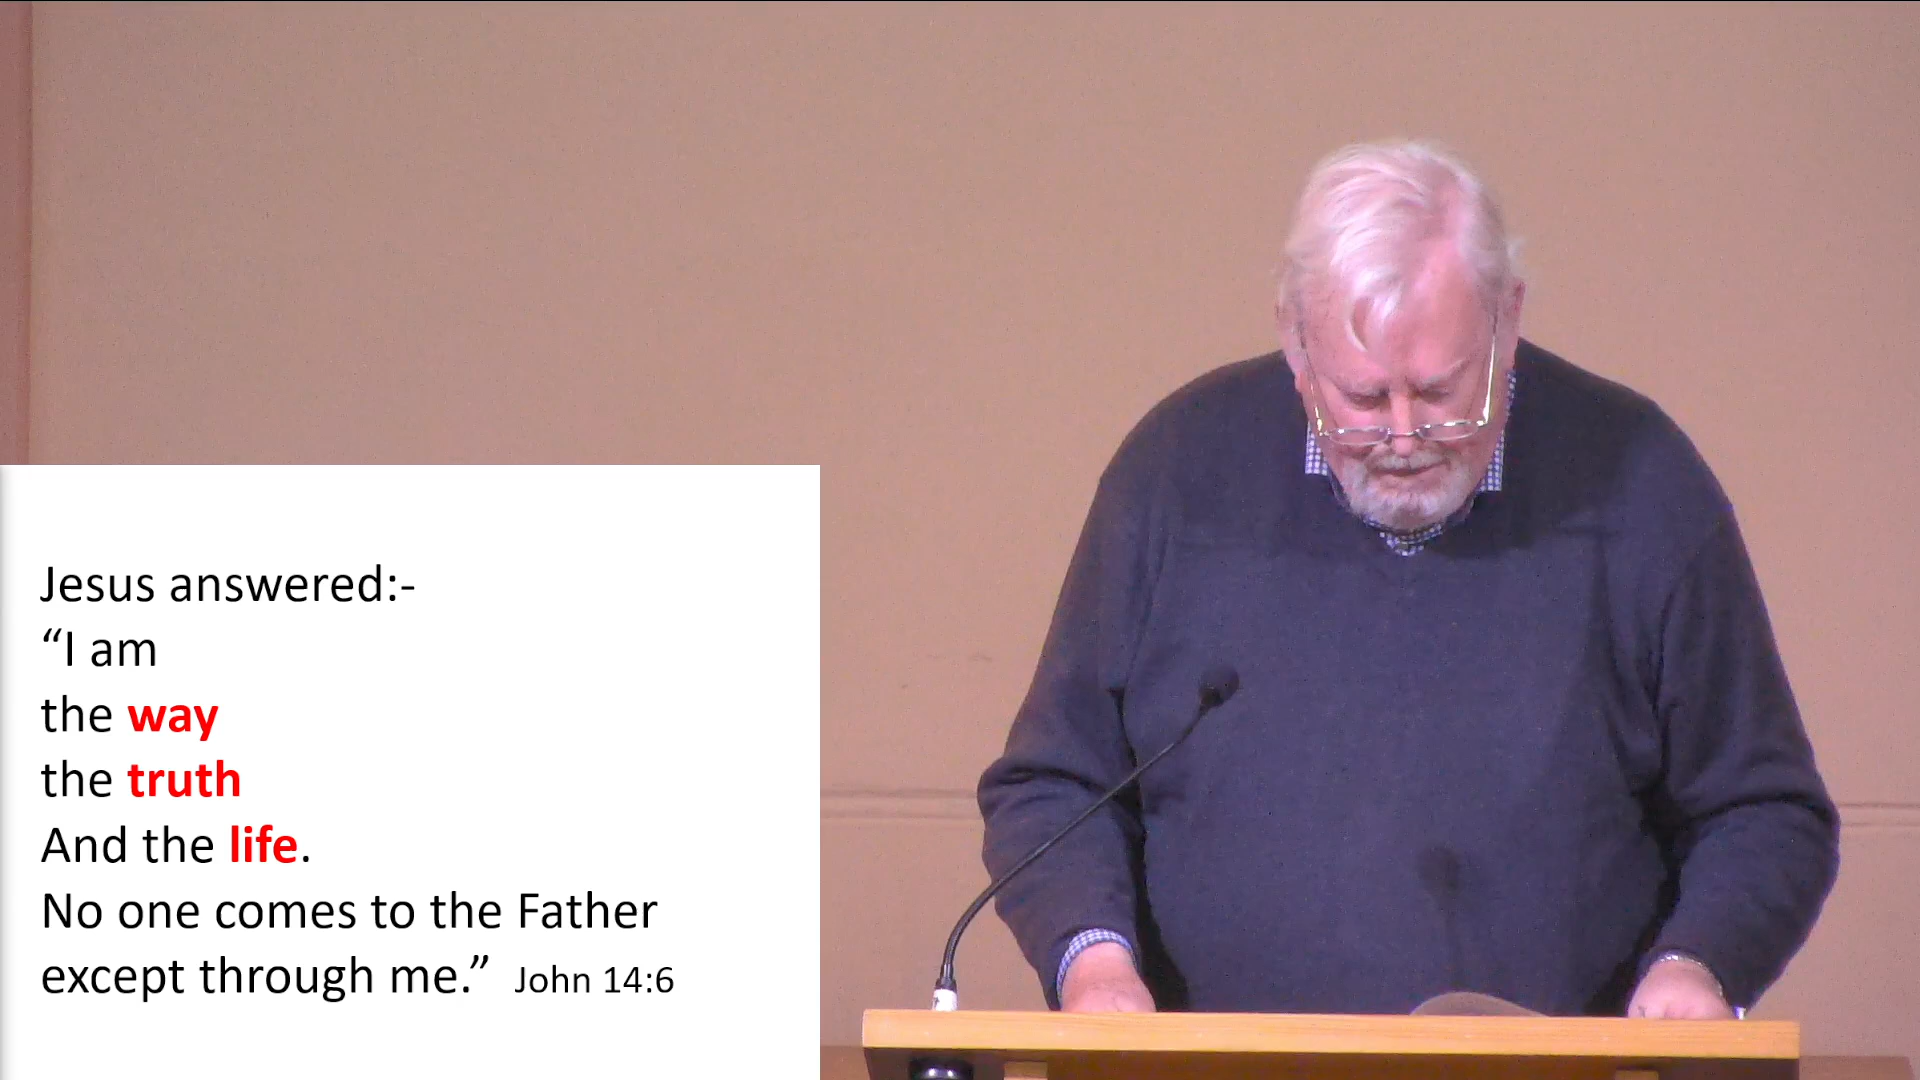 Jesus answered:-
“I am
the way
the truth
And the life.
No one comes to the Father
except through me.” John 14:6